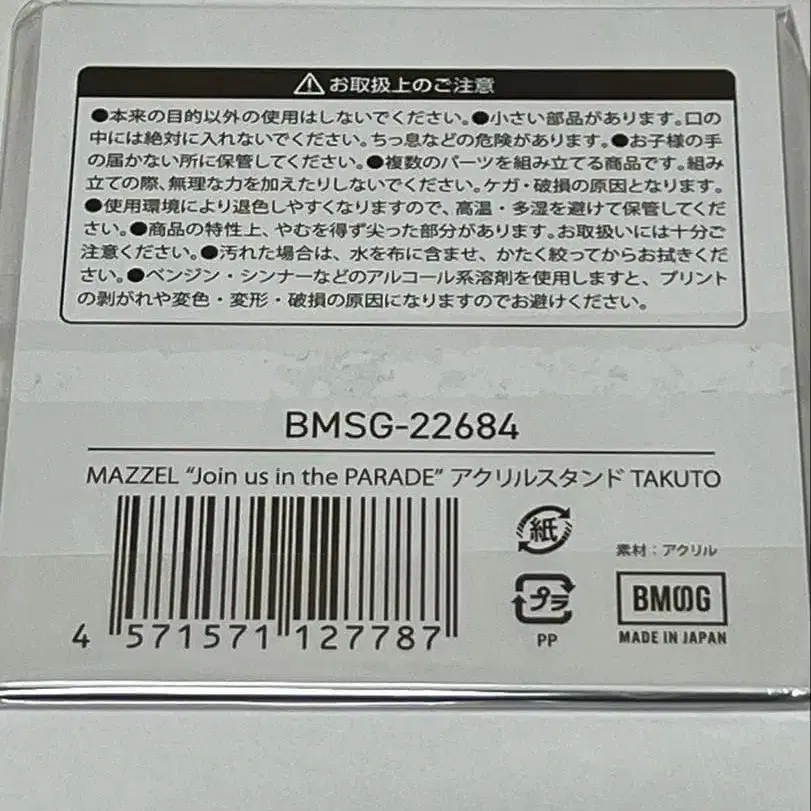 ⚠お取扱上のご注意
●本来の目的以外の使用はしないでください。●小さい部品があります。口の
中には絶対に入れないでください。ちっ息などの危険があります。●お子様の手
の届かない所に保管してください。●複数のパーツを組み立てる商品です。組み
立ての際、無理な力を加えたりしないでください。ケガ・破損の原因となります。
●使用環境により退色しやすくなりますので、高温・多湿を避けて保管してくだ
さい。●商品の特性上、やむを得ず尖った部分があります。お取扱いには十分ご
注意ください。●汚れた場合は、水を布に含ませ、かたく絞ってからお拭きくだ
さい。●ベンジン・シンナーなどのアルコール系溶剤を使用しますと、プリント
の剥がれや変色・変形・破損の原因になりますのでお避けください。
BMSG-22684
MAZZEL “Join us in the PARADE” アクリルスタンド TAKUTO
4 571571 127787
紙
素材：アクリル
プラ
PP
BMSG
MADE IN JAPAN